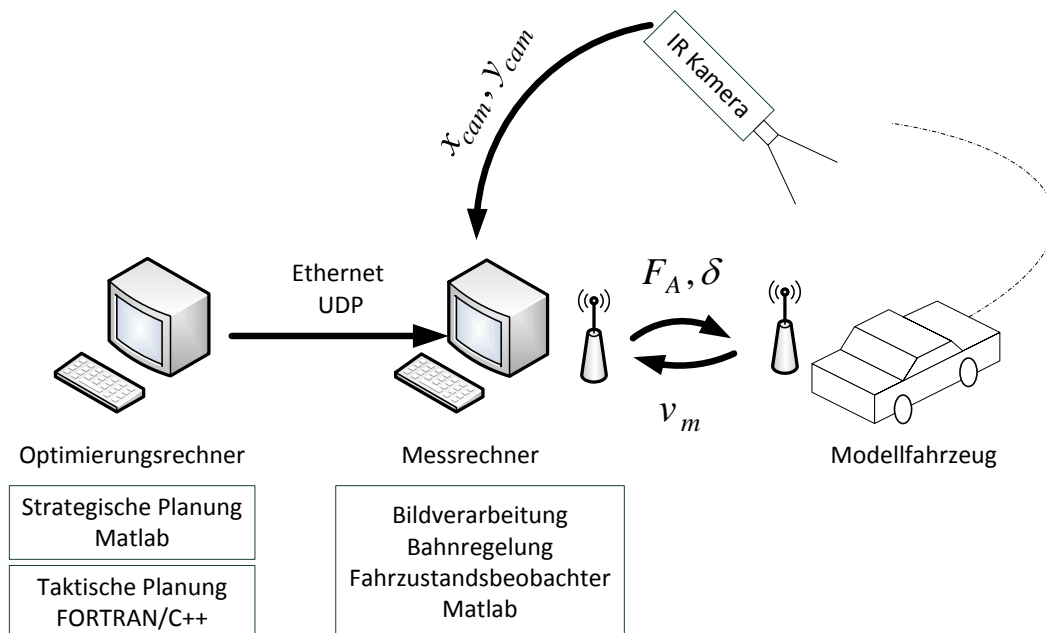 IR Kamera
x_cam, y_cam
Ethernet
UDP
F_A, δ
v_m
Optimierungsrechner
Messrechner
Modellfahrzeug
Strategische Planung
Matlab
Taktische Planung
FORTRAN/C++
Bildverarbeitung
Bahnregelung
Fahrzustandsbeobachter
Matlab